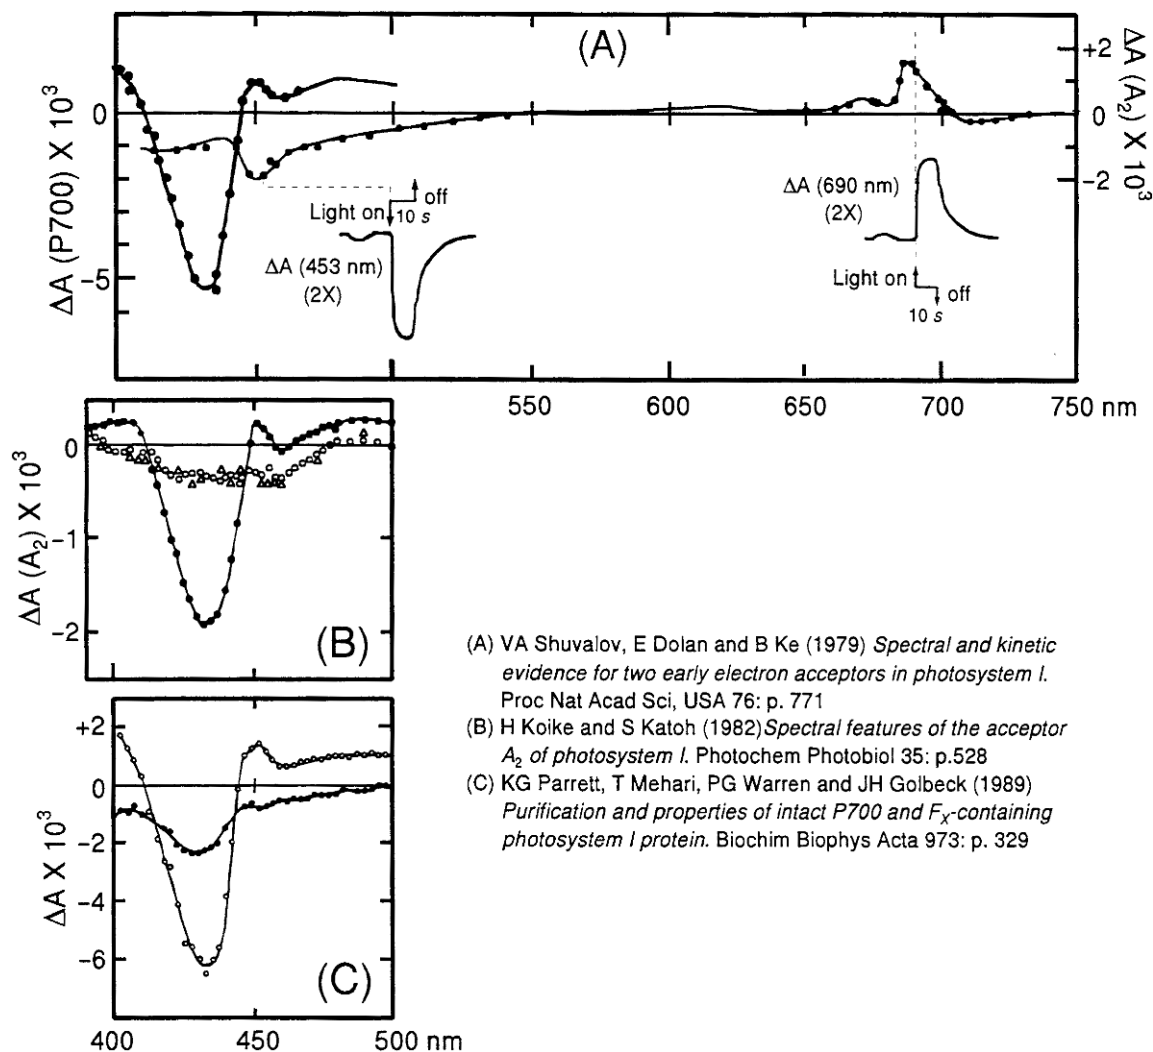 (A)
ΔA (P700) X 10³
0
−5
+2
0
−2
ΔA (A₂) X 10³
Light on
off
10 s
ΔA (453 nm)
(2X)
ΔA (690 nm)
(2X)
Light on
off
10 s
550
600
650
700
750 nm
400
450
500
(B)
ΔA (A₂) X 10³
0
−1
−2
(C)
ΔA X 10³
+2
0
−2
−4
−6
400
450
500 nm
(A) VA Shuvalov, E Dolan and B Ke (1979) Spectral and kinetic
evidence for two early electron acceptors in photosystem I.
Proc Nat Acad Sci, USA 76: p. 771
(B) H Koike and S Katoh (1982)Spectral features of the acceptor
A₂ of photosystem I. Photochem Photobiol 35: p.528
(C) KG Parrett, T Mehari, PG Warren and JH Golbeck (1989)
Purification and properties of intact P700 and Fₓ-containing
photosystem I protein. Biochim Biophys Acta 973: p. 329